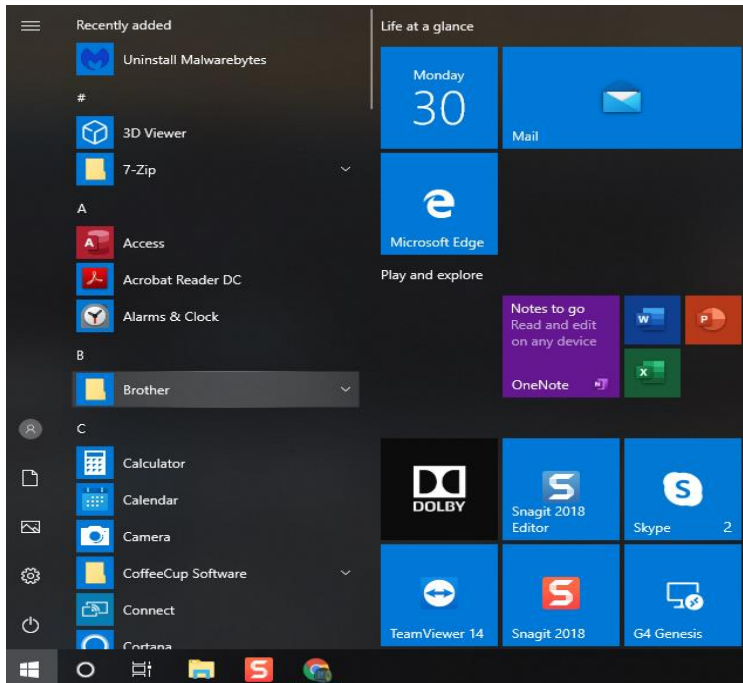 Recently added
Uninstall Malwarebytes
#
3D Viewer
7-Zip
A
Access
Acrobat Reader DC
Alarms & Clock
B
Brother
C
Calculator
Calendar
Camera
CoffeeCup Software
Connect
Cortana
Life at a glance
Monday
30
Mail
Microsoft Edge
Play and explore
Notes to go
Read and edit
on any device
OneNote
W
P
X
DOLBY
Snagit 2018
Editor
Skype 2
TeamViewer 14
Snagit 2018
G4 Genesis